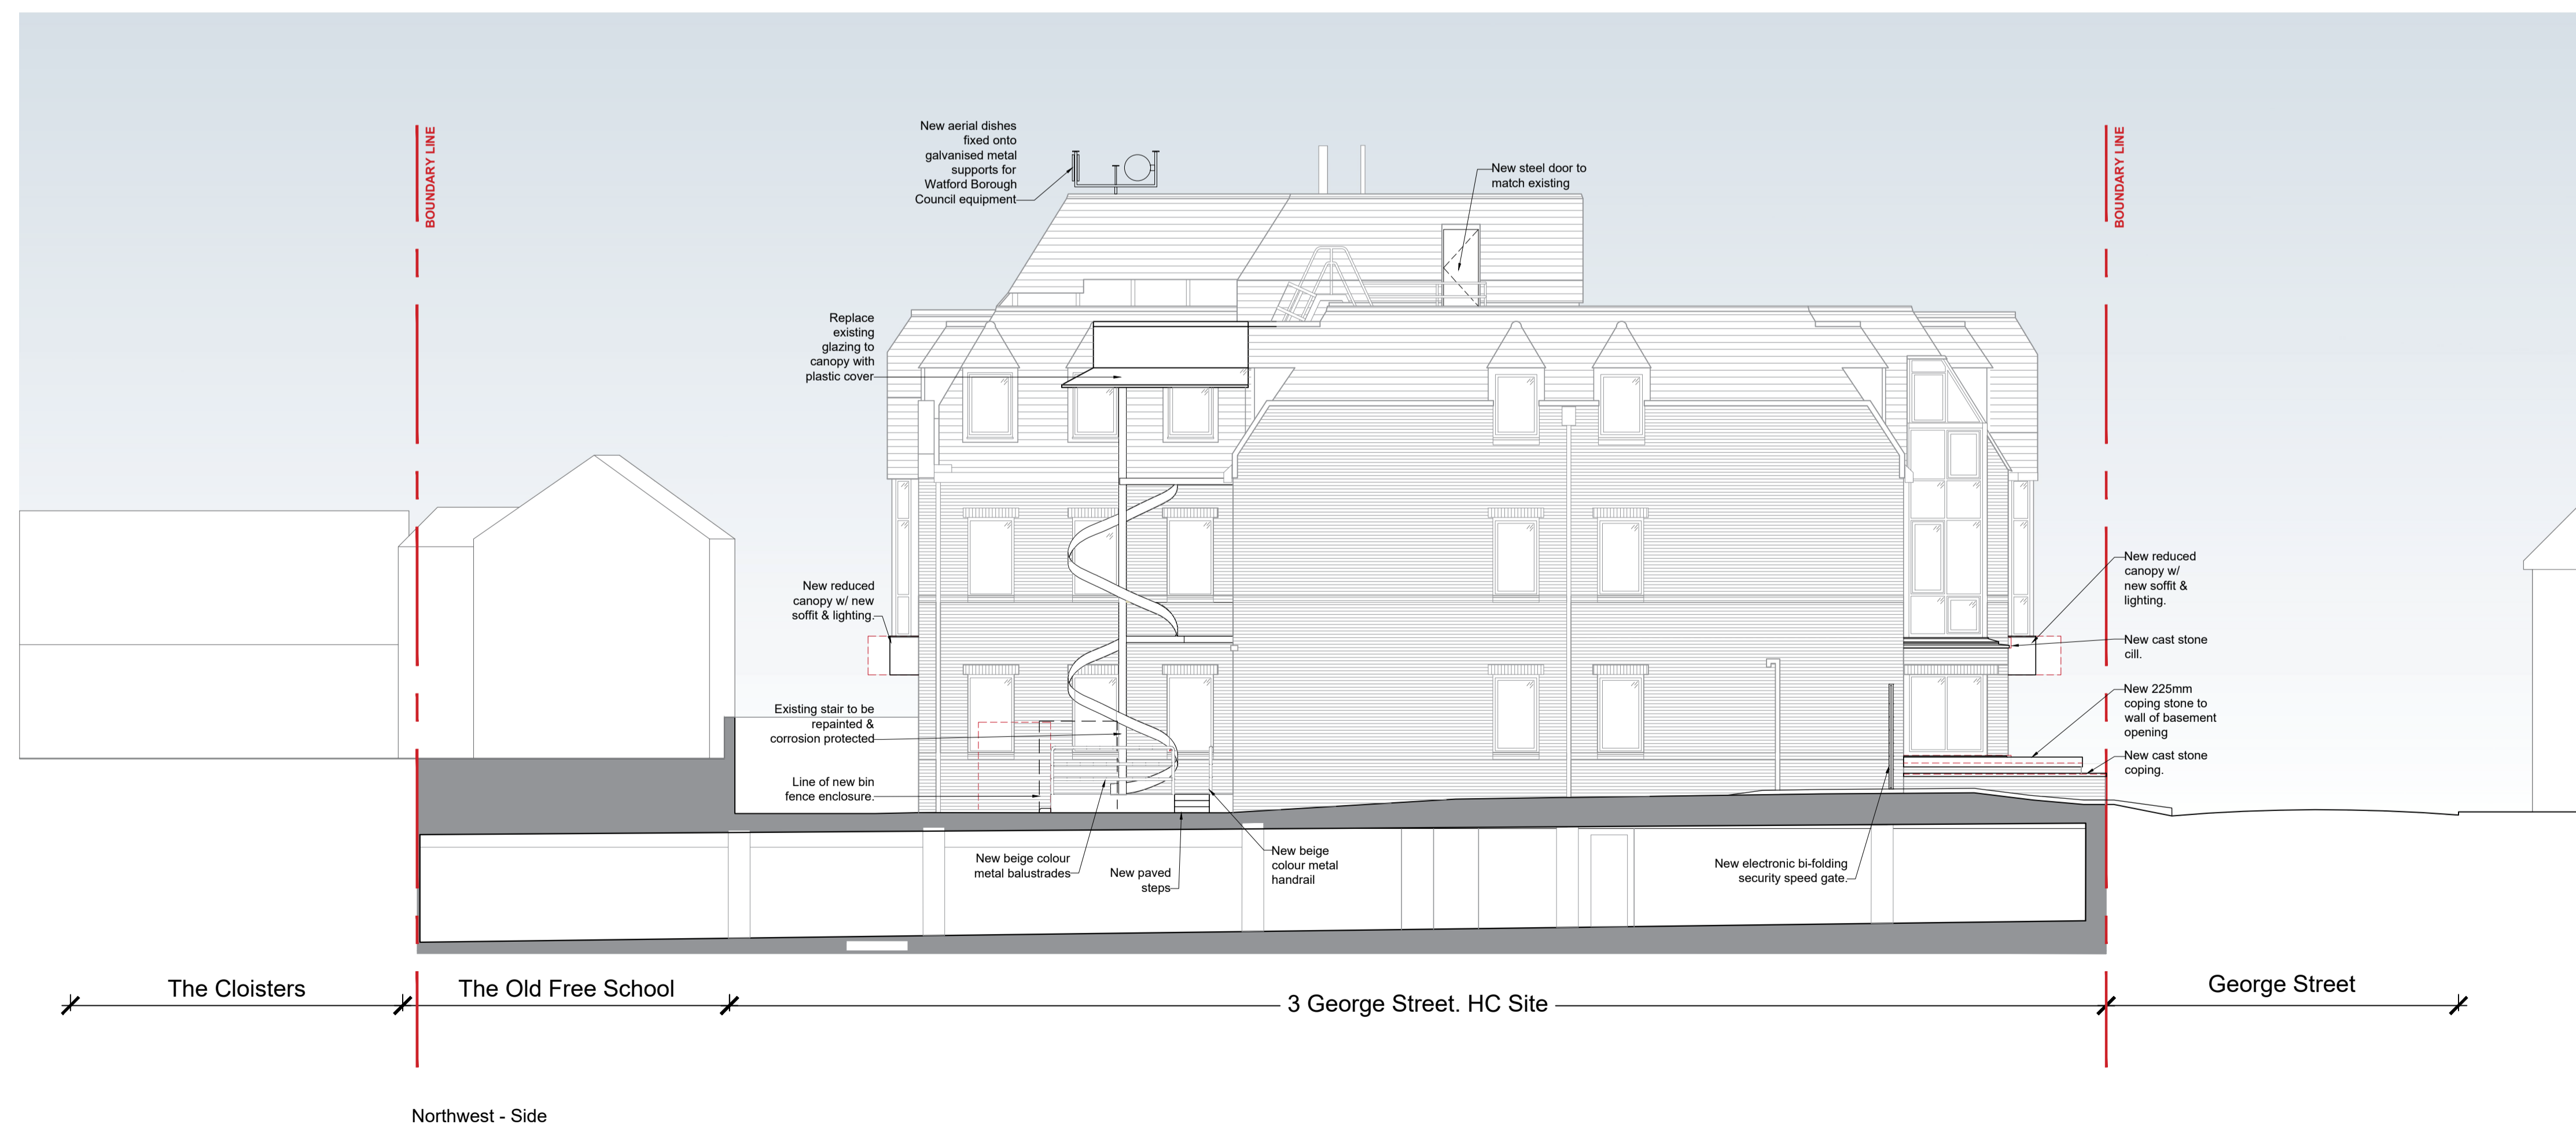 New aerial dishes
fixed onto
galvanised metal
supports for
Watford Borough
Council equipment
New steel door to
match existing
BOUNDARY LINE
BOUNDARY LINE
Replace
existing
glazing to
canopy with
plastic cover
New reduced
canopy w/ new
soffit & lighting.
New reduced
canopy w/
new soffit &
lighting.
New cast stone
cill.
New 225mm
coping stone to
wall of basement
opening
New cast stone
coping.
Existing stair to be
repainted &
corrosion protected
Line of new bin
fence enclosure.
New beige colour
metal balustrades
New paved
steps
New beige
colour metal
handrail
New electronic bi-folding
security speed gate.
The Cloisters
The Old Free School
3 George Street. HC Site
George Street
Northwest - Side